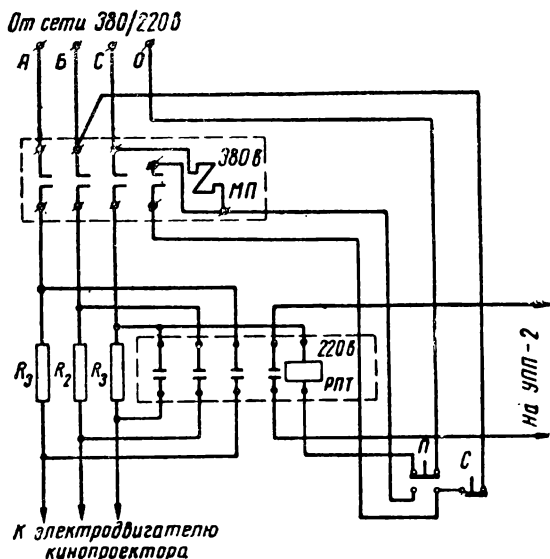 От сети 380/220в
А Б С О
380в
МП
R3 R2 R3
220в
РПТ
На УПП-2
П С
К электродвигателю
кинопроектора